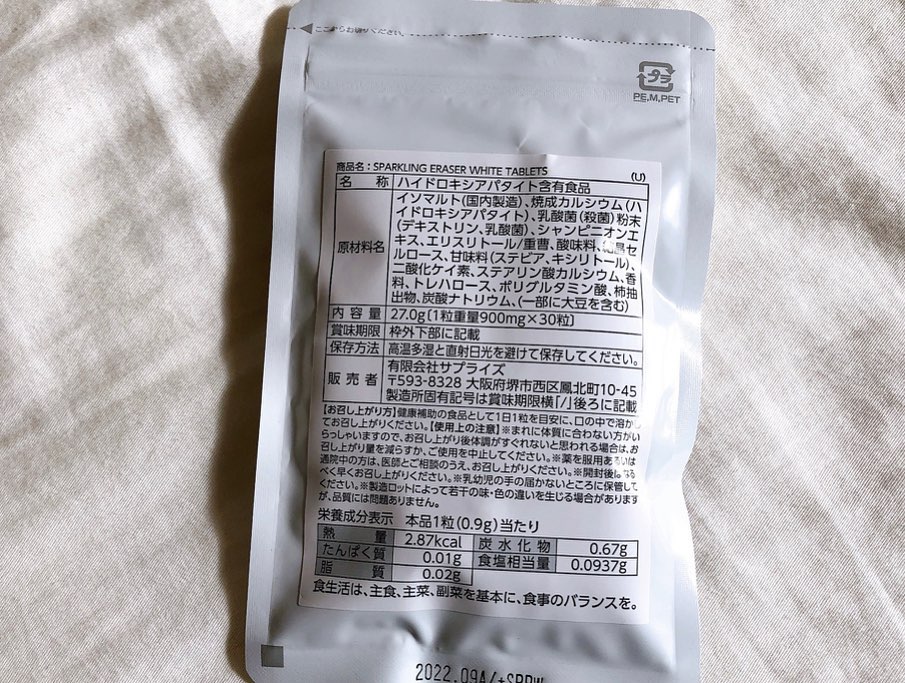 ここからお切りください。
プラ
PE,M,PET
商品名：SPARKLING ERASER WHITE TABLETS
(U)
名 称 ハイドロキシアパタイト含有食品
原材料名
イソマルト(国内製造)、焼成カルシウム(ハ
イドロキシアパタイト)、乳酸菌(殺菌)粉末
(デキストリン、乳酸菌)、シャンピニオンエ
キス、エリスリトール/重曹、酸味料、結晶セ
ルロース、甘味料(ステビア、キシリトール)、
二酸化ケイ素、ステアリン酸カルシウム、香
料、トレハロース、ポリグルタミン酸、柿抽
出物、炭酸ナトリウム、(一部に大豆を含む)
内容量 27.0g〔1粒重量900mg×30粒〕
賞味期限 枠外下部に記載
保存方法 高温多湿と直射日光を避けて保存してください。
販売者
有限会社サプライズ
〒593-8328 大阪府堺市西区鳳北町10-45
製造所固有記号は賞味期限横「/」後ろに記載
【お召し上がり方】健康補助の食品として1日1粒を目安に、口の中で溶かし
てお召し上がりください。【使用上の注意】※まれに体質に合わない方がい
らっしゃいますので、お召し上がり後体調がすぐれないと思われる場合は、お
召し上がり量を減らすか、ご使用を中止してください。※薬を服用あるいは
通院中の方は、医師とご相談のうえ、お召し上がりください。※開封後はなる
べく早くお召し上がりください。※乳幼児の手の届かないところに保管して
ください。※製造ロットによって若干の味・色の違いを生じる場合があります
が、品質には問題ありません。
栄養成分表示 本品1粒(0.9g)当たり
熱量 2.87kcal 炭水化物 0.67g
たんぱく質 0.01g 食塩相当量 0.0937g
脂質 0.02g
食生活は、主食、主菜、副菜を基本に、食事のバランスを。
2022.09A/+SRDW